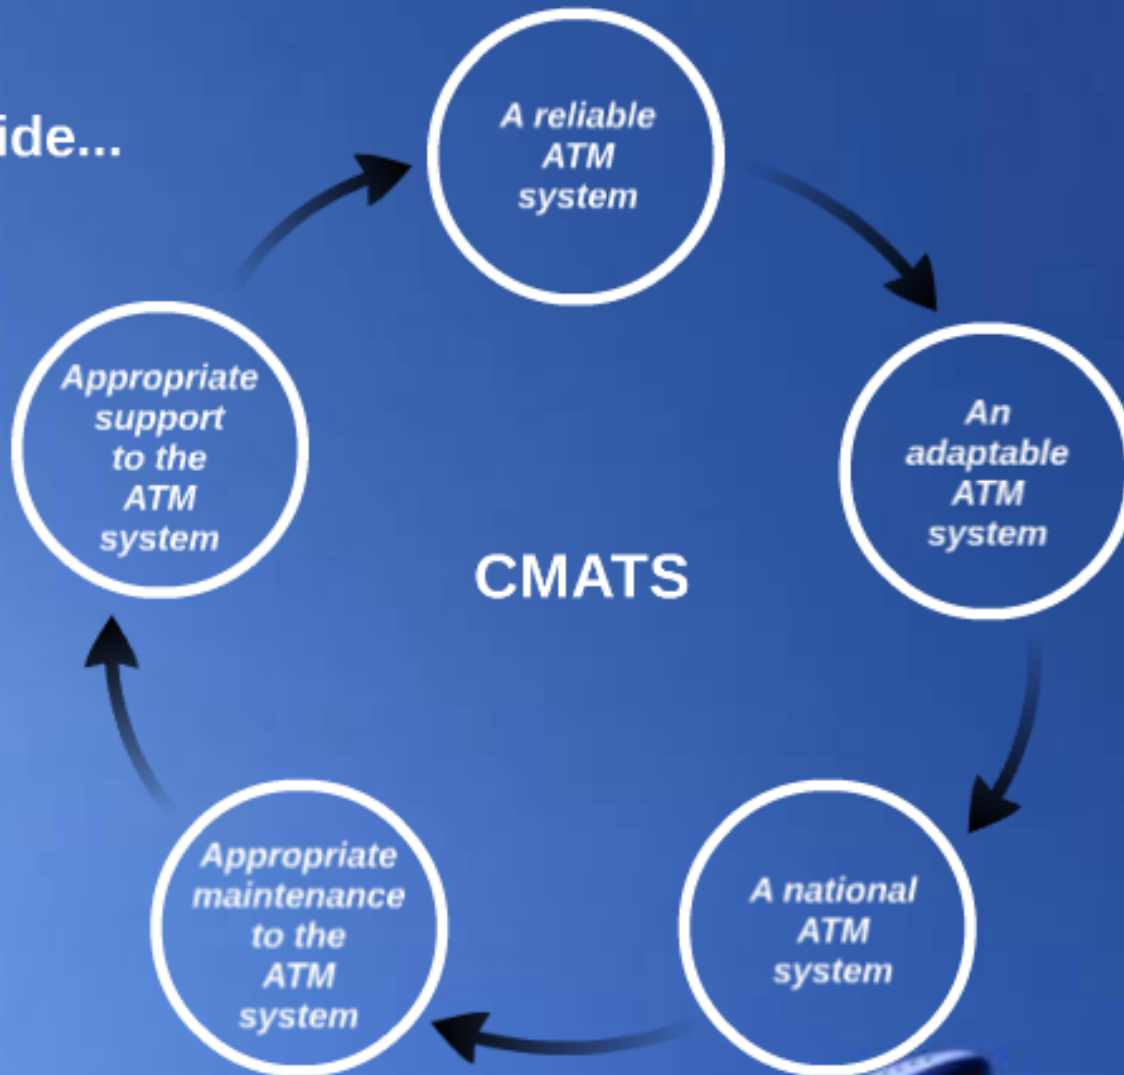 ide...
A reliable
ATM
system
An
adaptable
ATM
system
A national
ATM
system
Appropriate
maintenance
to the
ATM
system
Appropriate
support
to the
ATM
system
CMATS